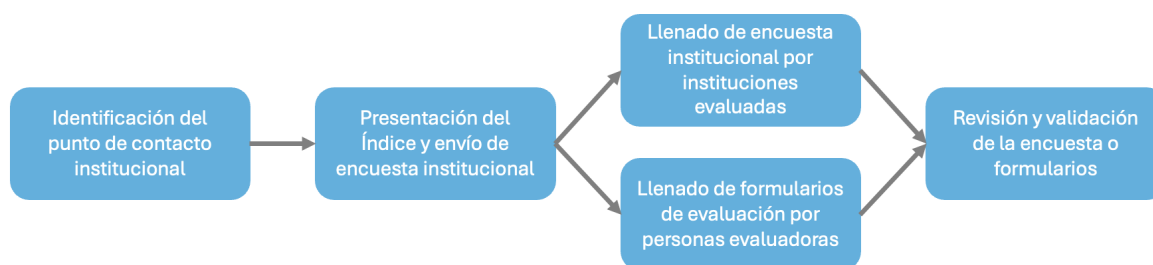 Identificación del
punto de contacto
institucional
Presentación del
Índice y envío de
encuesta institucional
Llenado de encuesta
institucional por
instituciones
evaluadas
Llenado de formularios
de evaluación por
personas evaluadoras
Revisión y validación
de la encuesta o
formularios